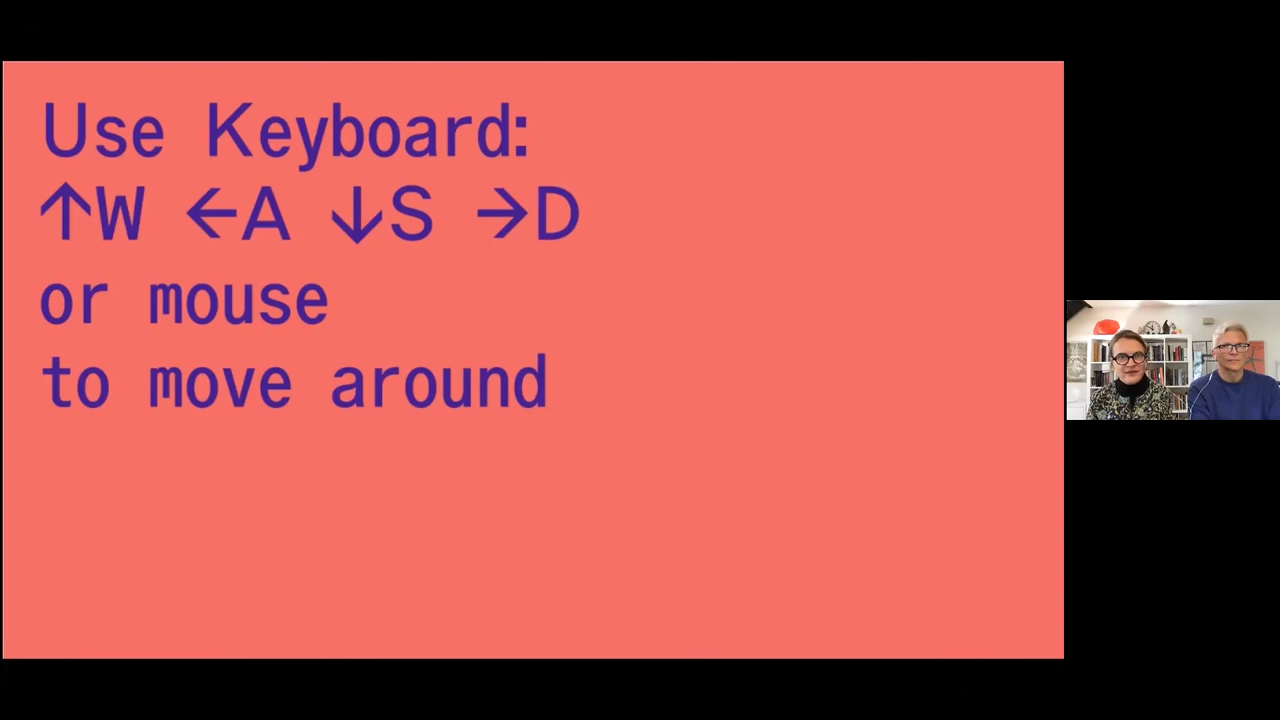 Use Keyboard:
↑W ←A ↓S →D
or mouse
to move around